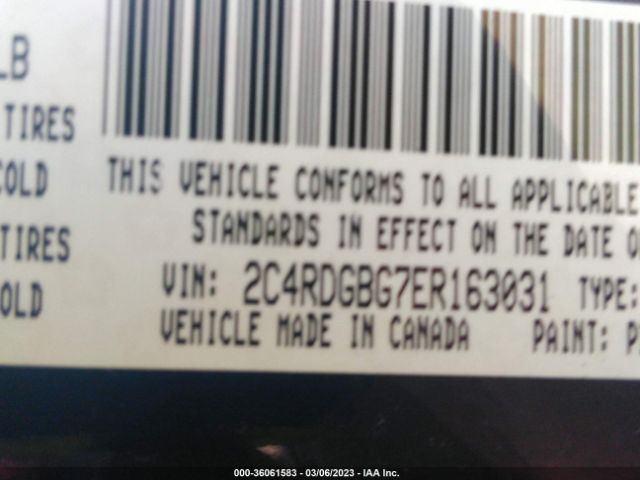 LB
TIRES
COLD
THIS VEHICLE CONFORMS TO ALL APPLICABLE
STANDARDS IN EFFECT ON THE DATE O
TIRES
VIN: 2C4RDGBG7ER163031 TYPE:
OLD
VEHICLE MADE IN CANADA PAINT: P
000-36061583 - 03/06/2023 - IAA Inc.